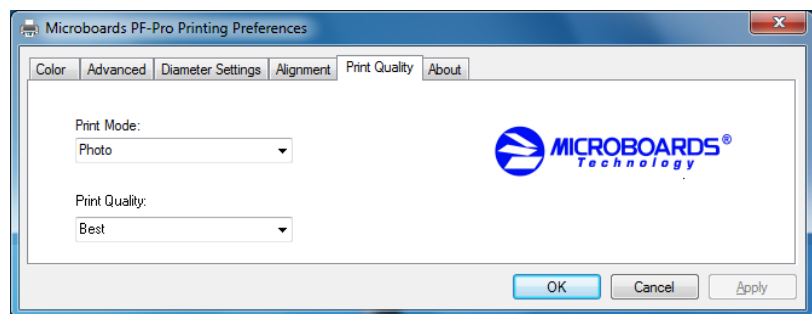 Microboards PF-Pro Printing Preferences
Color Advanced Diameter Settings Alignment Print Quality About
Print Mode:
Photo
MICROBOARDS®
Technology
Print Quality:
Best
OK Cancel Apply